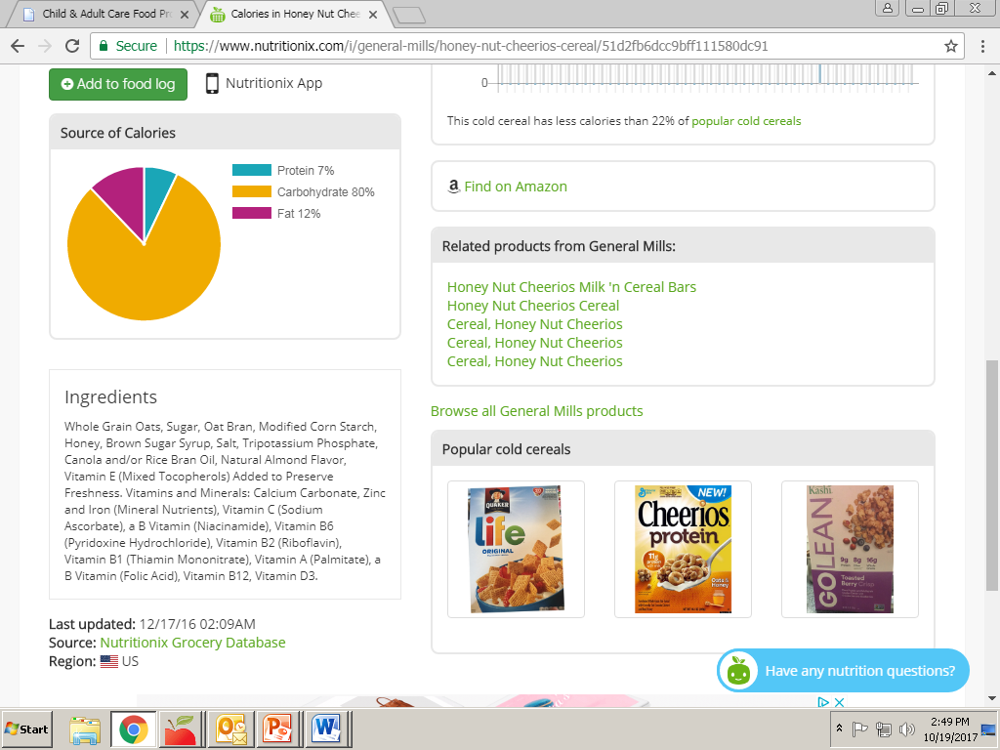 Child & Adult Care Food Pr
Calories in Honey Nut Chee
Secure
https://www.nutritionix.com/i/general-mills/honey-nut-cheerios-cereal/51d2fb6dcc9bff111580dc91
Add to food log
Nutritionix App
Source of Calories
Protein 7%
Carbohydrate 80%
Fat 12%
Ingredients
Whole Grain Oats, Sugar, Oat Bran, Modified Corn Starch,
Honey, Brown Sugar Syrup, Salt, Tripotassium Phosphate,
Canola and/or Rice Bran Oil, Natural Almond Flavor,
Vitamin E (Mixed Tocopherols) Added to Preserve
Freshness. Vitamins and Minerals: Calcium Carbonate, Zinc
and Iron (Mineral Nutrients), Vitamin C (Sodium
Ascorbate), a B Vitamin (Niacinamide), Vitamin B6
(Pyridoxine Hydrochloride), Vitamin B2 (Riboflavin),
Vitamin B1 (Thiamin Mononitrate), Vitamin A (Palmitate), a
B Vitamin (Folic Acid), Vitamin B12, Vitamin D3.
Last updated: 12/17/16 02:09AM
Source: Nutritionix Grocery Database
Region: US
0
This cold cereal has less calories than 22% of popular cold cereals
a Find on Amazon
Related products from General Mills:
Honey Nut Cheerios Milk 'n Cereal Bars
Honey Nut Cheerios Cereal
Cereal, Honey Nut Cheerios
Cereal, Honey Nut Cheerios
Cereal, Honey Nut Cheerios
Browse all General Mills products
Popular cold cereals
QUAKER
life
ORIGINAL
NEW!
Cheerios
protein
11g
Oats & Honey
Kashi
GOLEAN
9g 8g 16g
Toasted
Berry Crisp
Have any nutrition questions?
Start
2:49 PM
10/19/2017